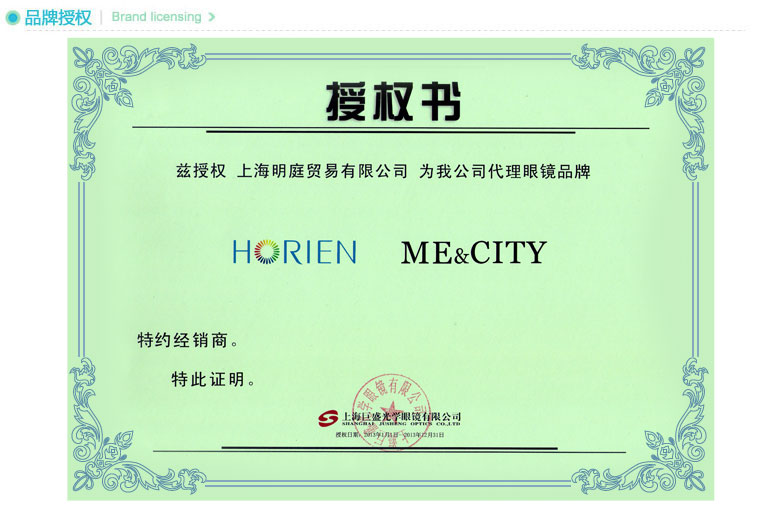 品牌授权 | Brand licensing >
授权书
兹授权 上海明庭贸易有限公司 为我公司代理眼镜品牌
HORIEN ME&CITY
特约经销商。
特此证明。
上海巨盛光学眼镜有限公司
SHANGHAI JUSHENG OPTICS CO.,LTD
授权日期：2013年1月1日－2013年12月31日